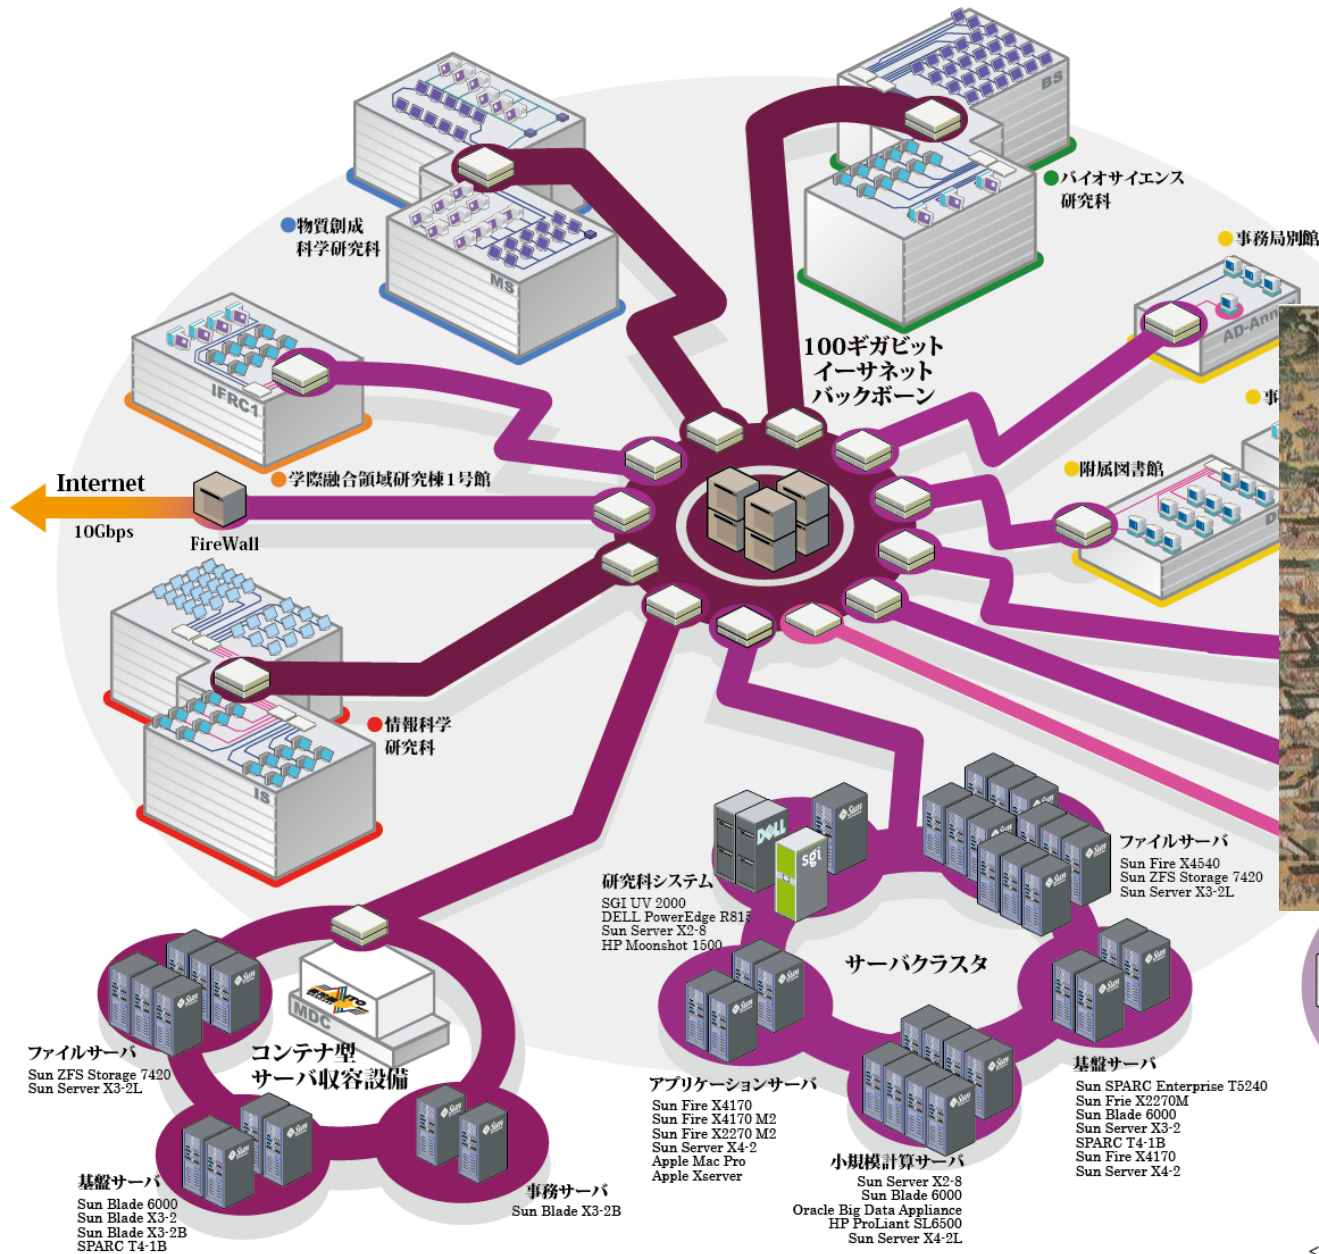 BS
バイオサイエンス
研究科
物質創成
科学研究科
MS
事務局別館
100ギガビット
イーサネット
バックボーン
IFRC1
学際融合領域研究棟1号館
附属図書館
Internet
10Gbps
FireWall
情報科学
研究科
IS
DELL
sgi
Sun
研究科システム
SGI UV 2000
DELL PowerEdge R815
Sun Server X2-8
HP Moonshot 1500
ファイルサーバ
Sun Fire X4540
Sun ZFS Storage 7420
Sun Server X3-2L
サーバクラスタ
MDC
コンテナ型
サーバ収容設備
ファイルサーバ
Sun ZFS Storage 7420
Sun Server X3-2L
アプリケーションサーバ
Sun Fire X4170
Sun Fire X4170 M2
Sun Fire X2270 M2
Sun Server X4-2
Apple Mac Pro
Apple Xserver
基盤サーバ
Sun SPARC Enterprise T5240
Sun Frie X2270M
Sun Blade 6000
Sun Server X3-2
SPARC T4-1B
Sun Fire X4170
Sun Server X4-2
小規模計算サーバ
Sun Server X2-8
Sun Blade 6000
Oracle Big Data Appliance
HP ProLiant SL6500
Sun Server X4-2L
基盤サーバ
Sun Blade 6000
Sun Blade X3-2
Sun Blade X3-2B
SPARC T4-1B
事務サーバ
Sun Blade X3-2B